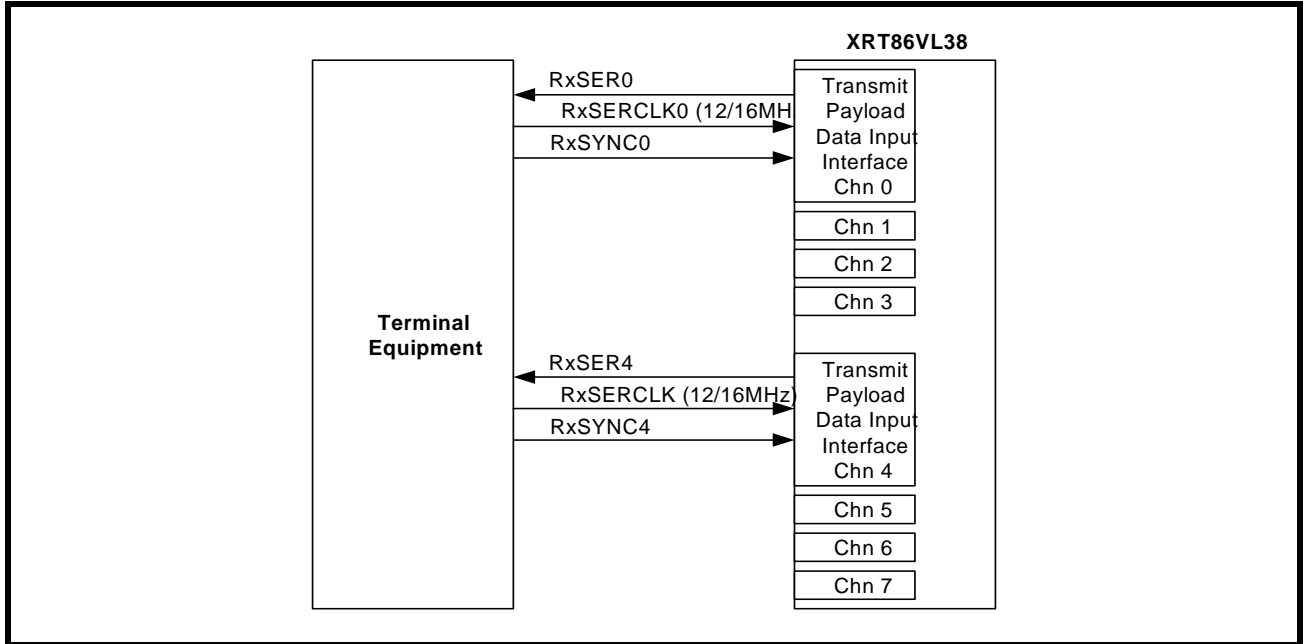 XRT86VL38
RxSER0
RxSERCLK0 (12/16MH
RxSYNC0
Transmit
Payload
Data Input
Interface
Chn 0
Chn 1
Chn 2
Chn 3
Terminal
Equipment
RxSER4
RxSERCLK (12/16MHz)
RxSYNC4
Transmit
Payload
Data Input
Interface
Chn 4
Chn 5
Chn 6
Chn 7